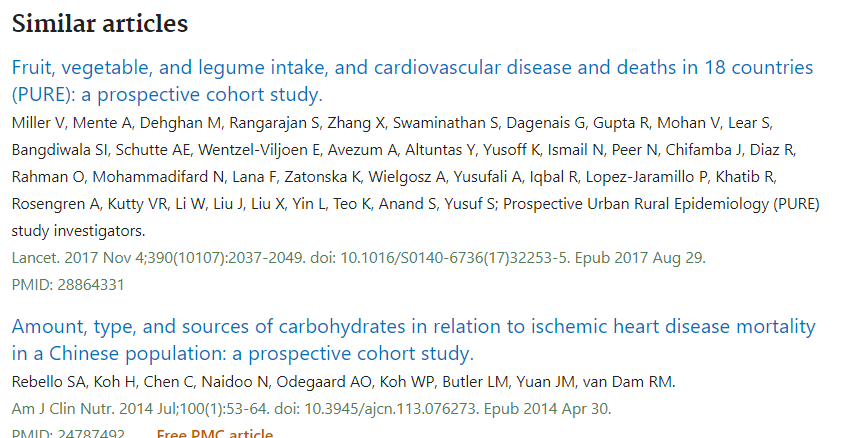 Similar articles
Fruit, vegetable, and legume intake, and cardiovascular disease and deaths in 18 countries
(PURE): a prospective cohort study.
Miller V, Mente A, Dehghan M, Rangarajan S, Zhang X, Swaminathan S, Dagenais G, Gupta R, Mohan V, Lear S,
Bangdiwala SI, Schutte AE, Wentzel-Viljoen E, Avezum A, Altuntas Y, Yusoff K, Ismail N, Peer N, Chifamba J, Diaz R,
Rahman O, Mohammadifard N, Lana F, Zatonska K, Wielgosz A, Yusufali A, Iqbal R, Lopez-Jaramillo P, Khatib R,
Rosengren A, Kutty VR, Li W, Liu J, Liu X, Yin L, Teo K, Anand S, Yusuf S; Prospective Urban Rural Epidemiology (PURE)
study investigators.
Lancet. 2017 Nov 4;390(10107):2037-2049. doi: 10.1016/S0140-6736(17)32253-5. Epub 2017 Aug 29.
PMID: 28864331
Amount, type, and sources of carbohydrates in relation to ischemic heart disease mortality
in a Chinese population: a prospective cohort study.
Rebello SA, Koh H, Chen C, Naidoo N, Odegaard AO, Koh WP, Butler LM, Yuan JM, van Dam RM.
Am J Clin Nutr. 2014 Jul;100(1):53-64. doi: 10.3945/ajcn.113.076273. Epub 2014 Apr 30.
PMID: 24787492 Free PMC article